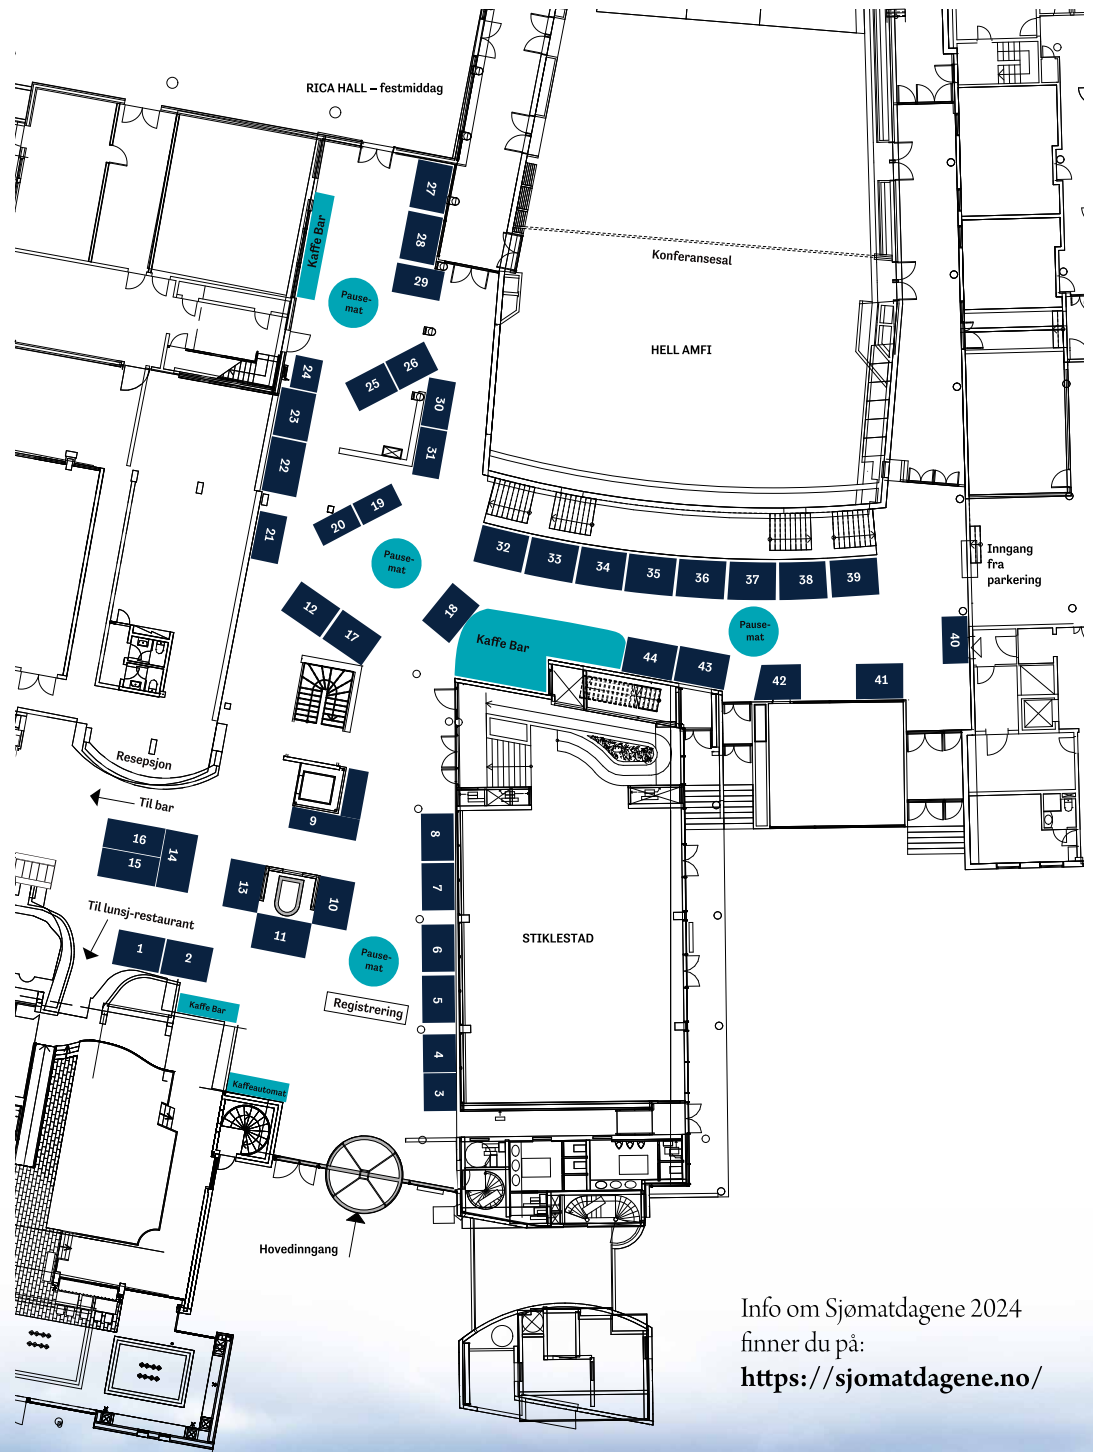 RICA HALL – festmiddag
27
Kaffe Bar
28
Konferansesal
29
Pause-
mat
HELL AMFI
26
24
25
30
23
31
22
19
20
21
32
33
34
35
36
37
38
39
Inngang
fra
parkering
Pause-
mat
12
18
17
Pause-
mat
40
Kaffe Bar
44
43
42
41
Resepsjon
Til bar
9
16
14
15
8
13
10
7
Til lunsj-restaurant
11
1
2
6
STIKLESTAD
Pause-
mat
Kaffe Bar
Registrering
5
4
Kaffeautomat
3
Hovedinngang
Info om Sjømatdagene 2024
finner du på:
https://sjomatdagene.no/